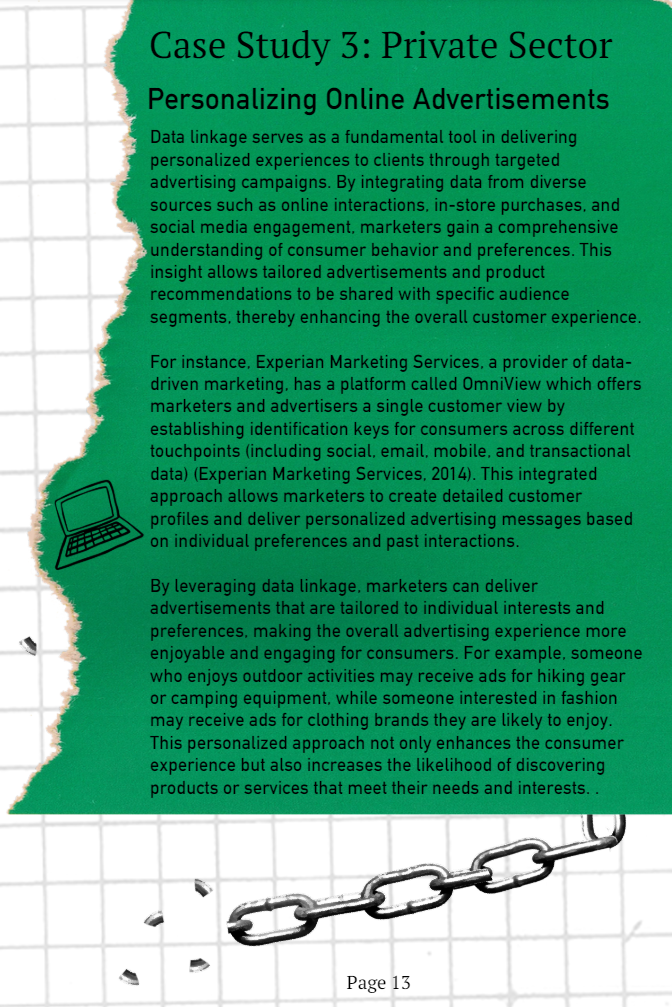 Case Study 3: Private Sector
Personalizing Online Advertisements
Data linkage serves as a fundamental tool in delivering
personalized experiences to clients through targeted
advertising campaigns. By integrating data from diverse
sources such as online interactions, in-store purchases, and
social media engagement, marketers gain a comprehensive
understanding of consumer behavior and preferences. This
insight allows tailored advertisements and product
recommendations to be shared with specific audience
segments, thereby enhancing the overall customer experience.
For instance, Experian Marketing Services, a provider of data-
driven marketing, has a platform called OmniView which offers
marketers and advertisers a single customer view by
establishing identification keys for consumers across different
touchpoints (including social, email, mobile, and transactional
data) (Experian Marketing Services, 2014). This integrated
approach allows marketers to create detailed customer
profiles and deliver personalized advertising messages based
on individual preferences and past interactions.
By leveraging data linkage, marketers can deliver
advertisements that are tailored to individual interests and
preferences, making the overall advertising experience more
enjoyable and engaging for consumers. For example, someone
who enjoys outdoor activities may receive ads for hiking gear
or camping equipment, while someone interested in fashion
may receive ads for clothing brands they are likely to enjoy.
This personalized approach not only enhances the consumer
experience but also increases the likelihood of discovering
products or services that meet their needs and interests. .
Page 13